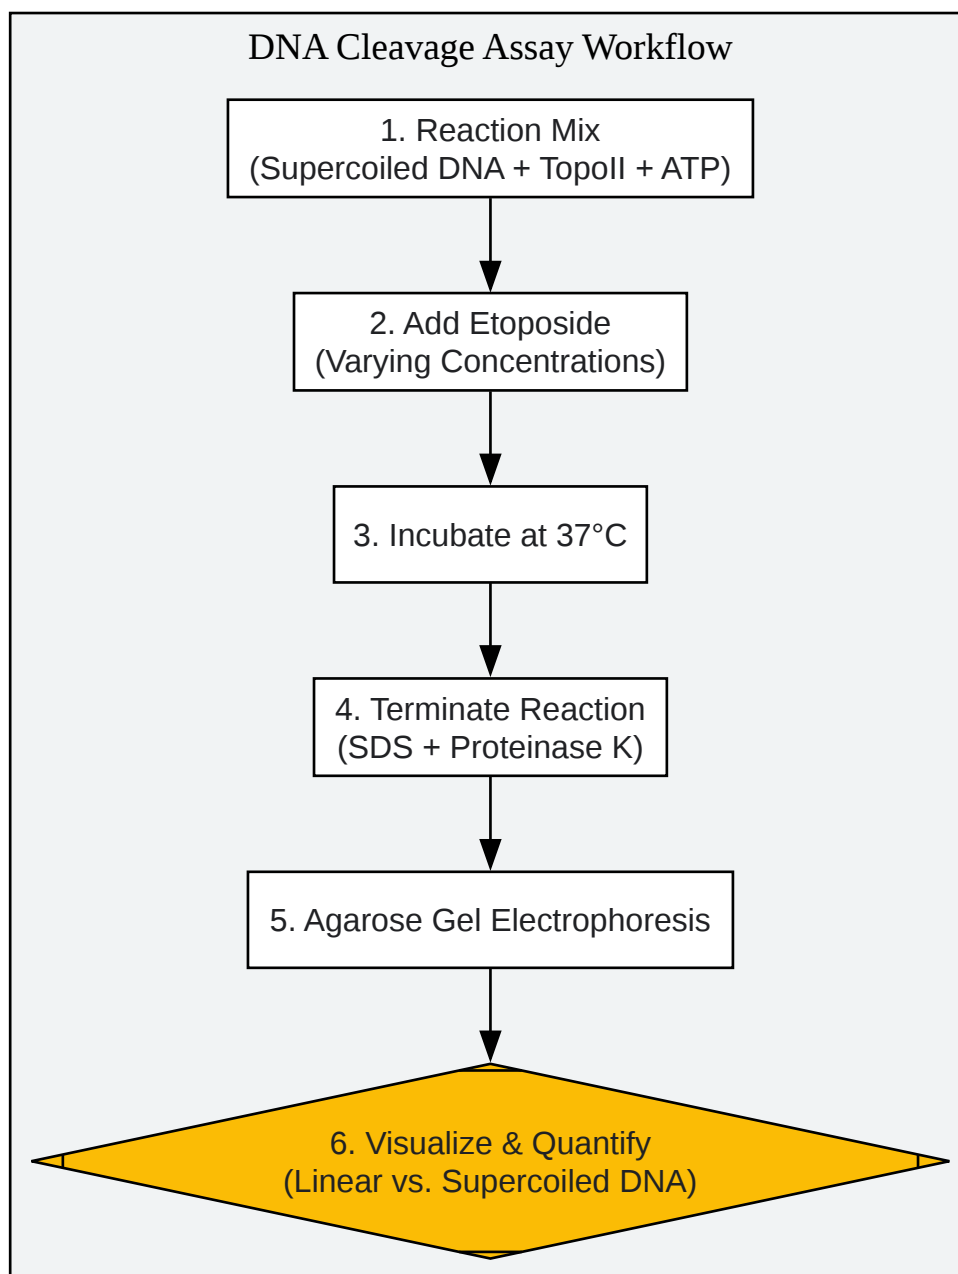 DNA Cleavage Assay Workflow
1. Reaction Mix
(Supercoiled DNA + TopoII + ATP)
2. Add Etoposide
(Varying Concentrations)
3. Incubate at 37°C
4. Terminate Reaction
(SDS + Proteinase K)
5. Agarose Gel Electrophoresis
6. Visualize & Quantify
(Linear vs. Supercoiled DNA)